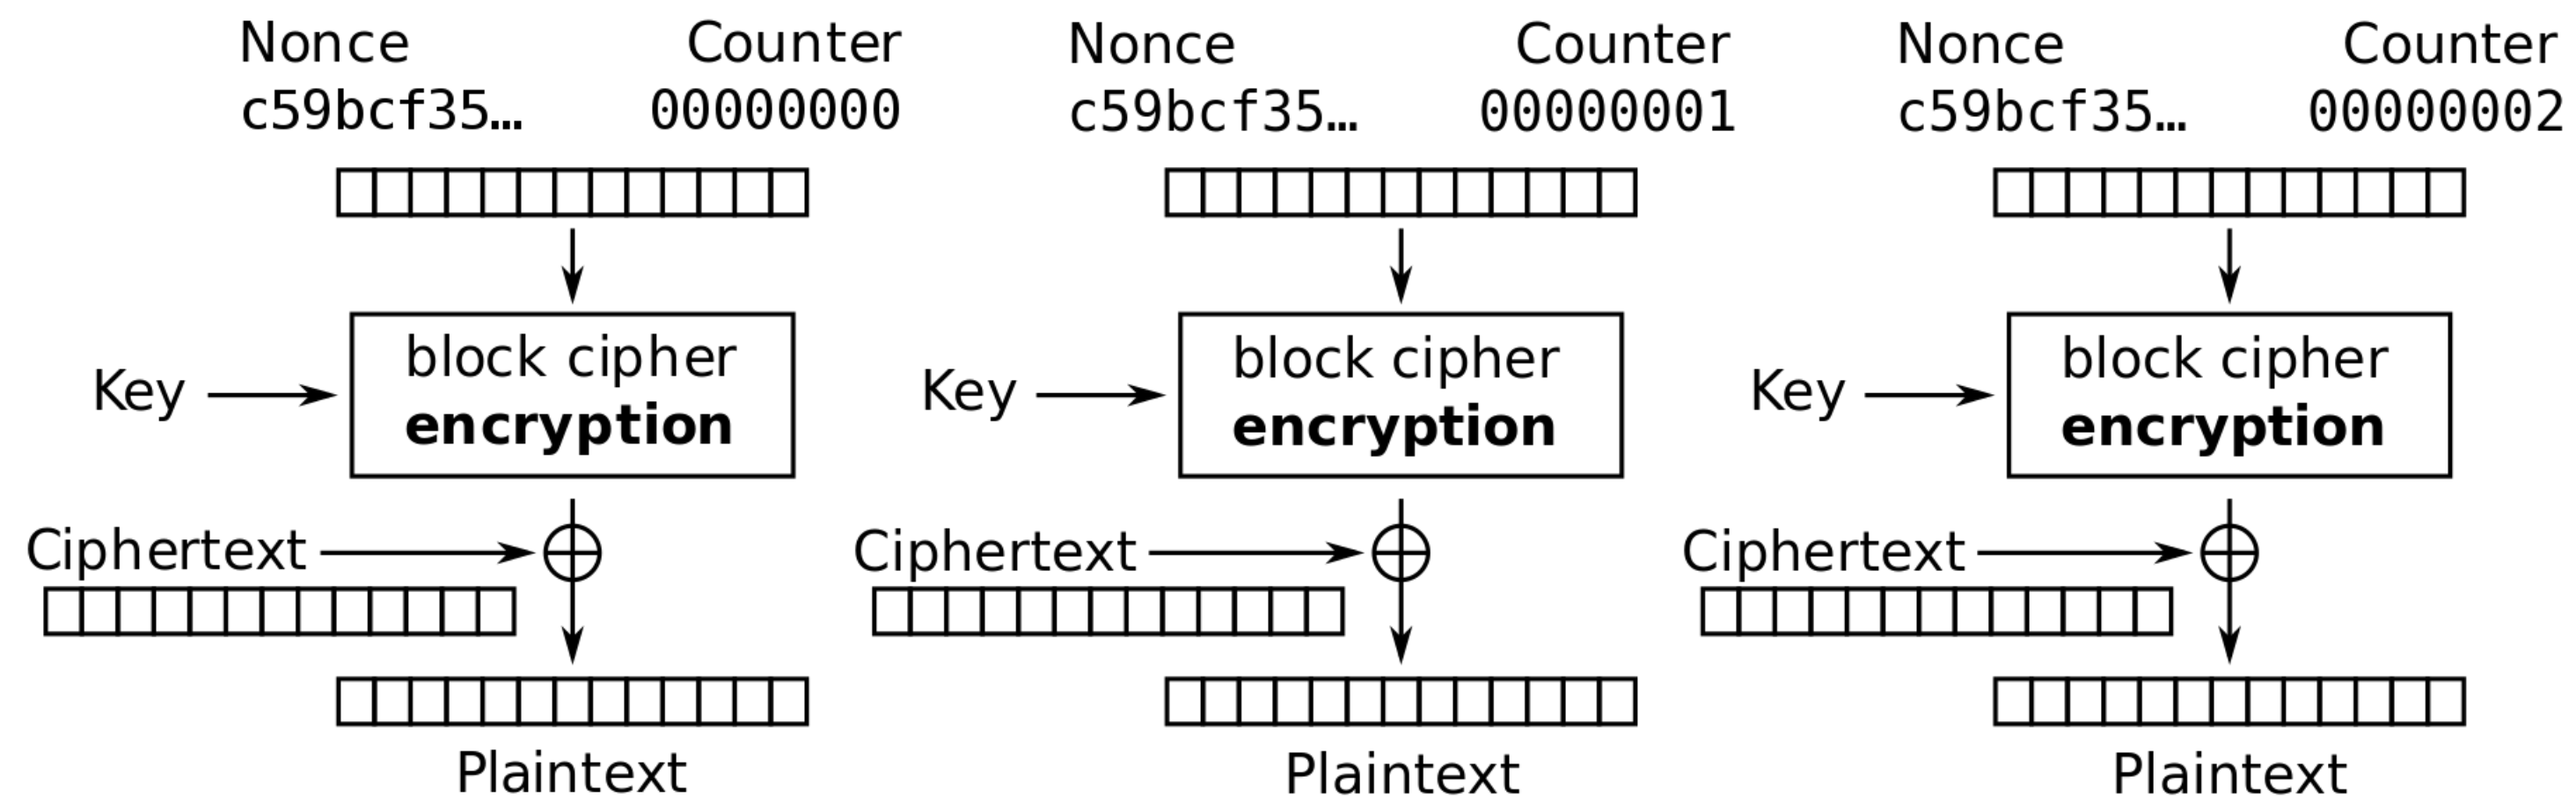 Nonce Counter Nonce Counter Nonce Counter
c59bcf35… 00000000 c59bcf35… 00000001 c59bcf35… 00000002
block cipher block cipher block cipher
Key Key Key
encryption encryption encryption
Ciphertext Ciphertext Ciphertext
Plaintext Plaintext Plaintext